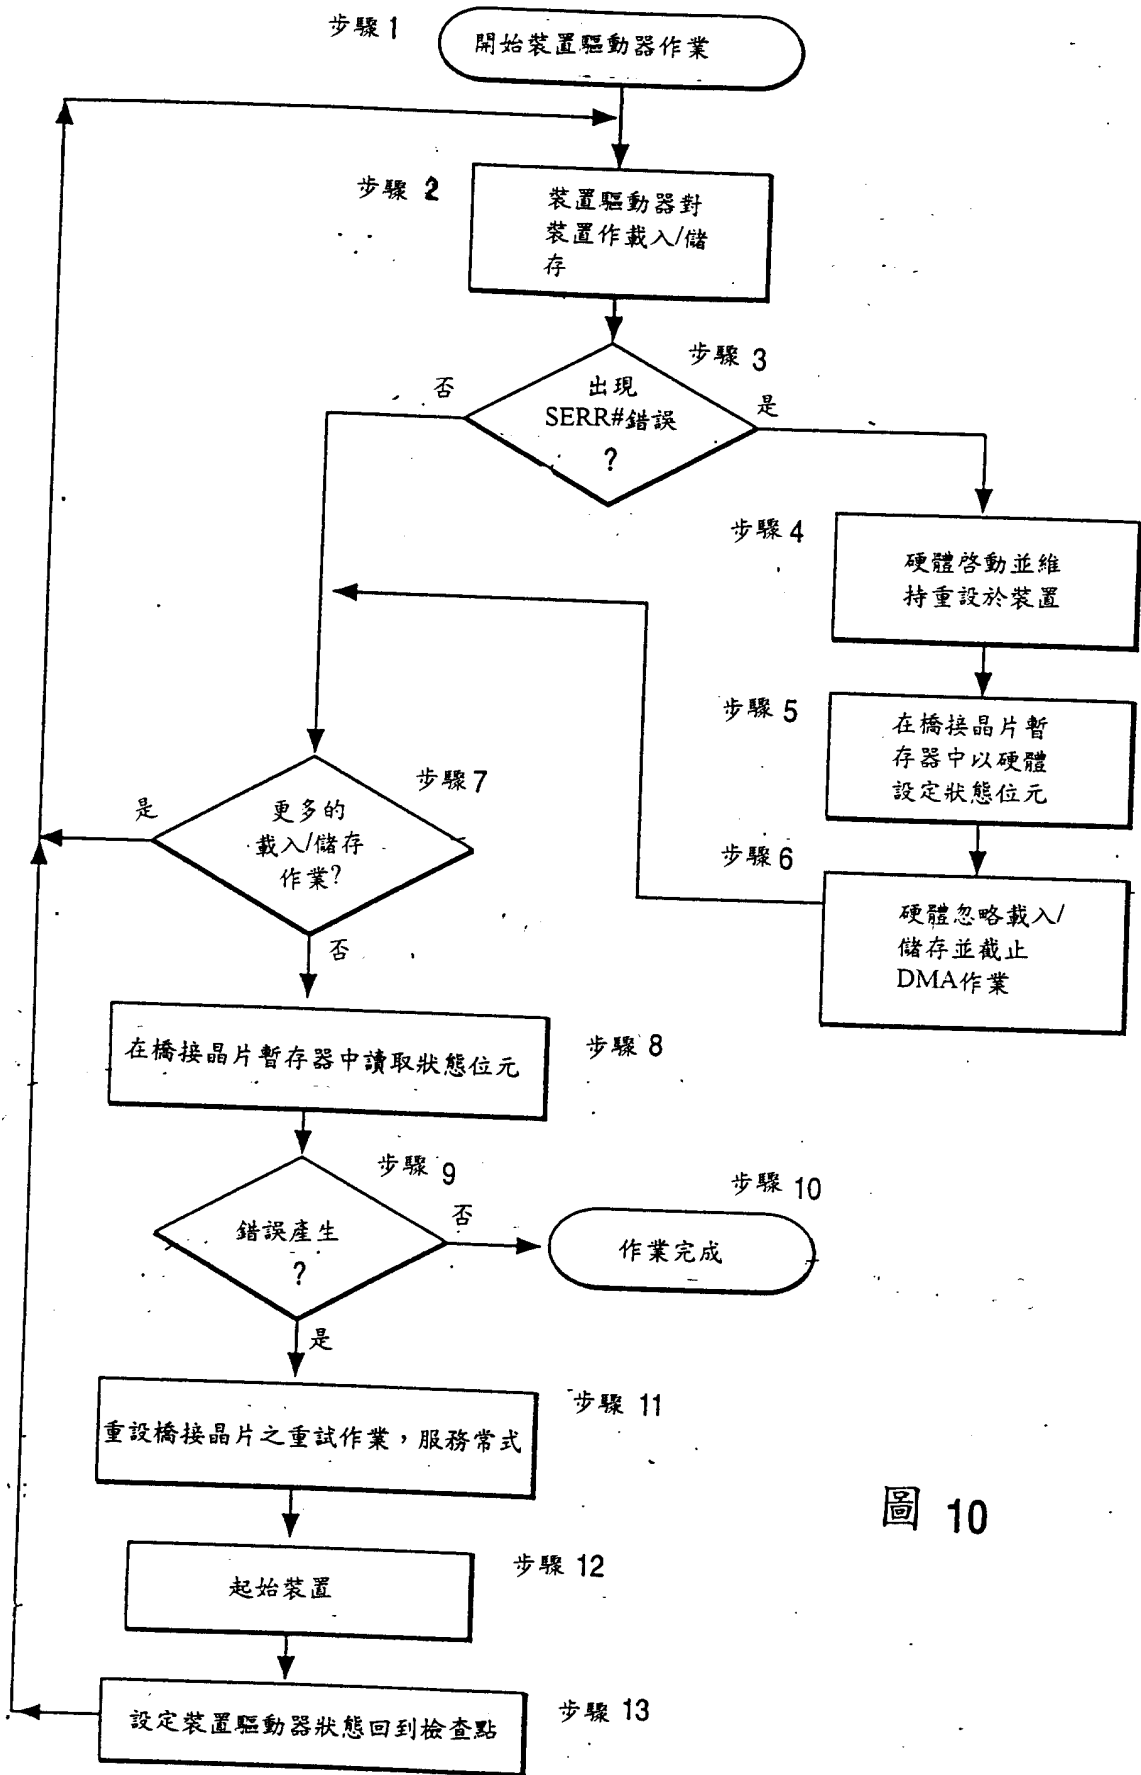 步驟 1
開始裝置驅動器作業
步驟 2
裝置驅動器對
裝置作載入/儲
存
步驟 3
否
出現
SERR#錯誤
?
是
步驟 4
硬體啓動並維
持重設於裝置
步驟 5
在橋接晶片暫
存器中以硬體
設定狀態位元
步驟6
硬體忽略載入/
儲存並截止
DMA作業
步驟7
是
更多的
載入/儲存
作業?
否
在橋接晶片暫存器中讀取狀態位元
步驟 8
步驟 9
錯誤產生
?
否
步驟 10
作業完成
是
步驟 11
重設橋接晶片之重試作業，服務常式
步驟 12
起始裝置
步驟 13
設定裝置驅動器狀態回到檢查點
圖 10